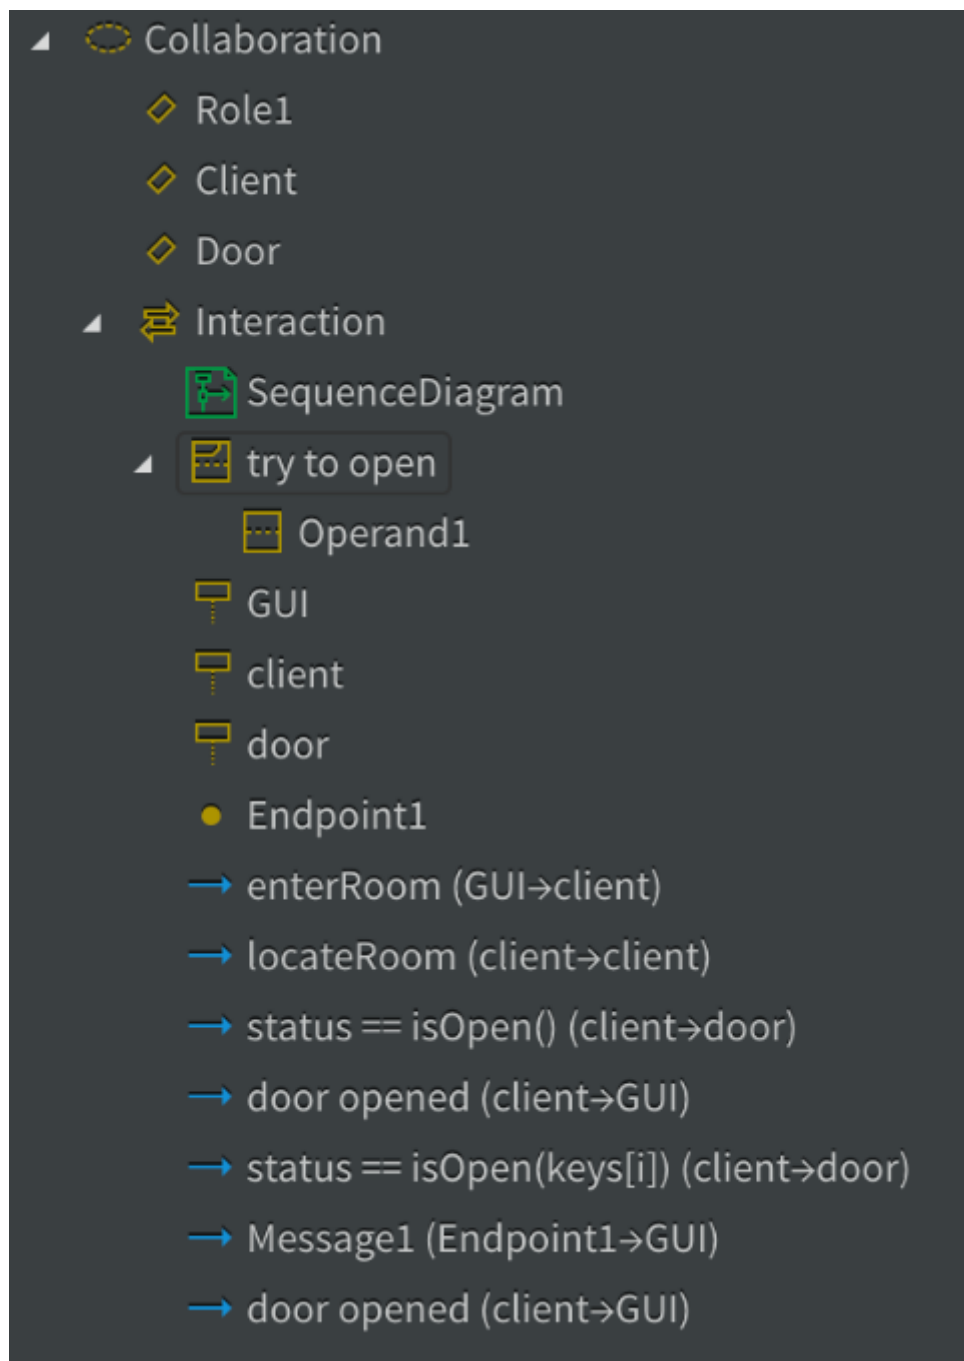 Collaboration
Role1
Client
Door
Interaction
SequenceDiagram
try to open
Operand1
GUI
client
door
Endpoint1
enterRoom (GUI→client)
locateRoom (client→client)
status == isOpen() (client→door)
door opened (client→GUI)
status == isOpen(keys[i]) (client→door)
Message1 (Endpoint1→GUI)
door opened (client→GUI)